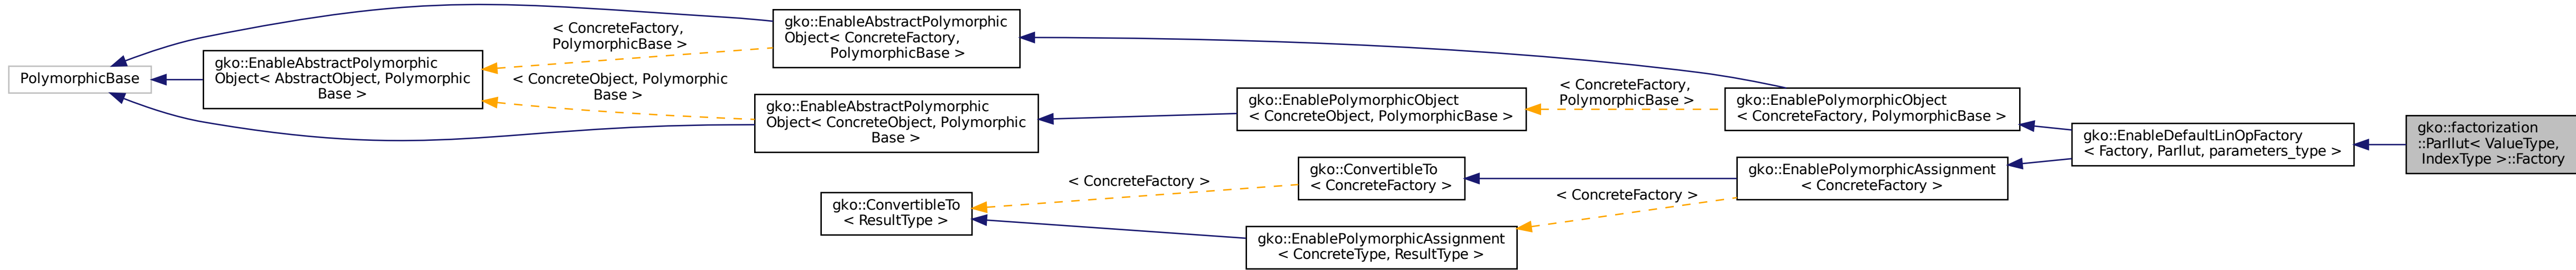 PolymorphicBase
gko::EnableAbstractPolymorphic
Object< AbstractObject, Polymorphic
Base >
< ConcreteFactory,
PolymorphicBase >
< ConcreteObject, Polymorphic
Base >
gko::EnableAbstractPolymorphic
Object< ConcreteFactory,
PolymorphicBase >
gko::EnableAbstractPolymorphic
Object< ConcreteObject, Polymorphic
Base >
gko::ConvertibleTo
< ResultType >
< ConcreteFactory >
gko::EnablePolymorphicObject
< ConcreteObject, PolymorphicBase >
gko::ConvertibleTo
< ConcreteFactory >
gko::EnablePolymorphicAssignment
< ConcreteType, ResultType >
< ConcreteFactory,
PolymorphicBase >
< ConcreteFactory >
gko::EnablePolymorphicObject
< ConcreteFactory, PolymorphicBase >
gko::EnablePolymorphicAssignment
< ConcreteFactory >
gko::EnableDefaultLinOpFactory
< Factory, ParIlut, parameters_type >
gko::factorization
::ParIlut< ValueType,
IndexType >::Factory